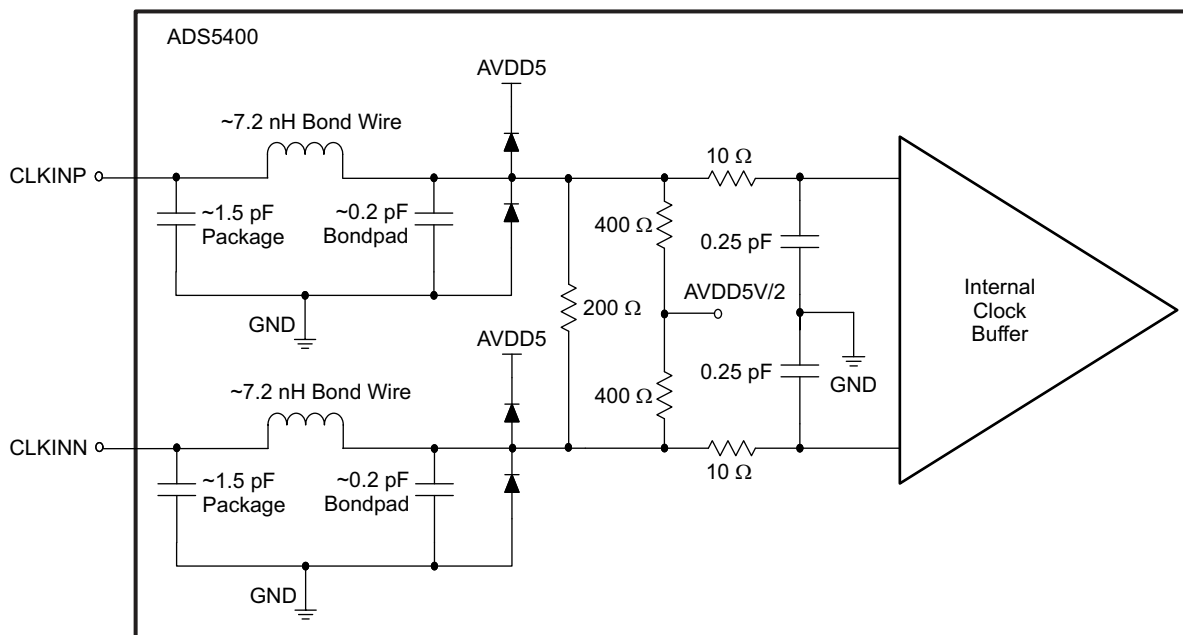 ADS5400
AVDD5
~7.2 nH Bond Wire
CLKINP
10 Ω
~1.5 pF
Package
~0.2 pF
Bondpad
400 Ω
0.25 pF
AVDD5V/2
200 Ω
GND
Internal
Clock
Buffer
AVDD5
GND
0.25 pF
~7.2 nH Bond Wire
400 Ω
CLKINN
10 Ω
~1.5 pF
Package
~0.2 pF
Bondpad
GND